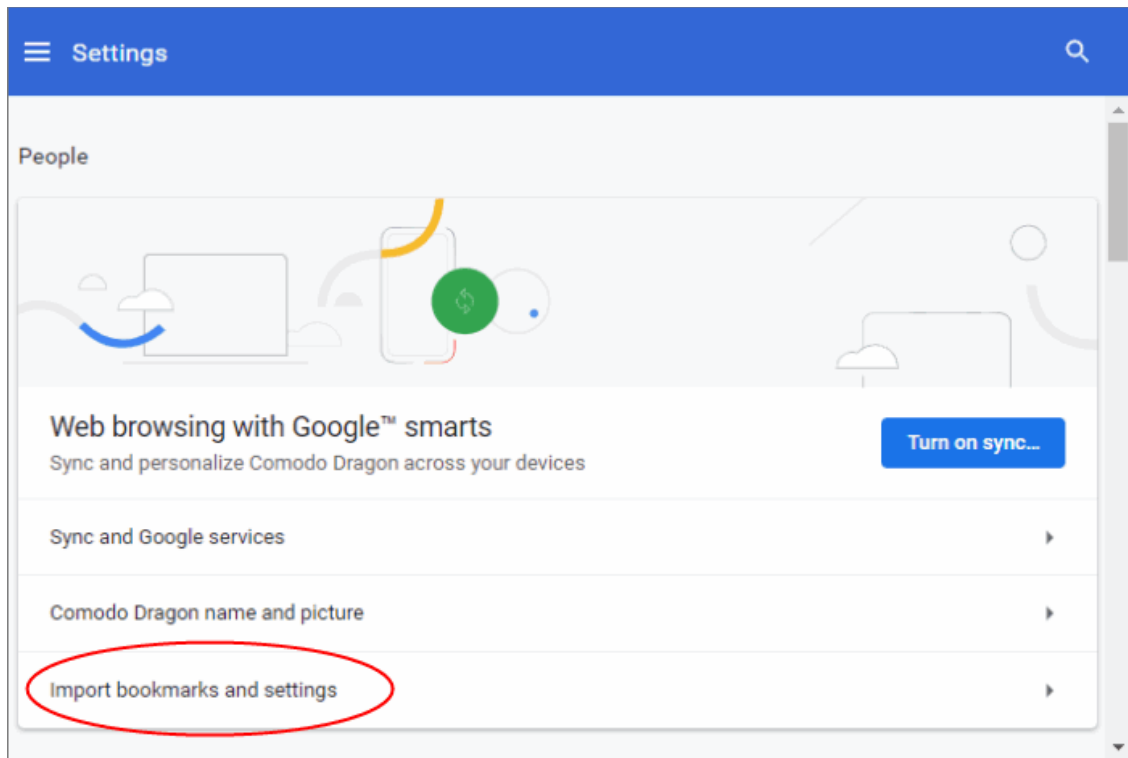 Settings
People
Web browsing with Google™ smarts
Sync and personalize Comodo Dragon across your devices
Turn on sync...
Sync and Google services
Comodo Dragon name and picture
Import bookmarks and settings